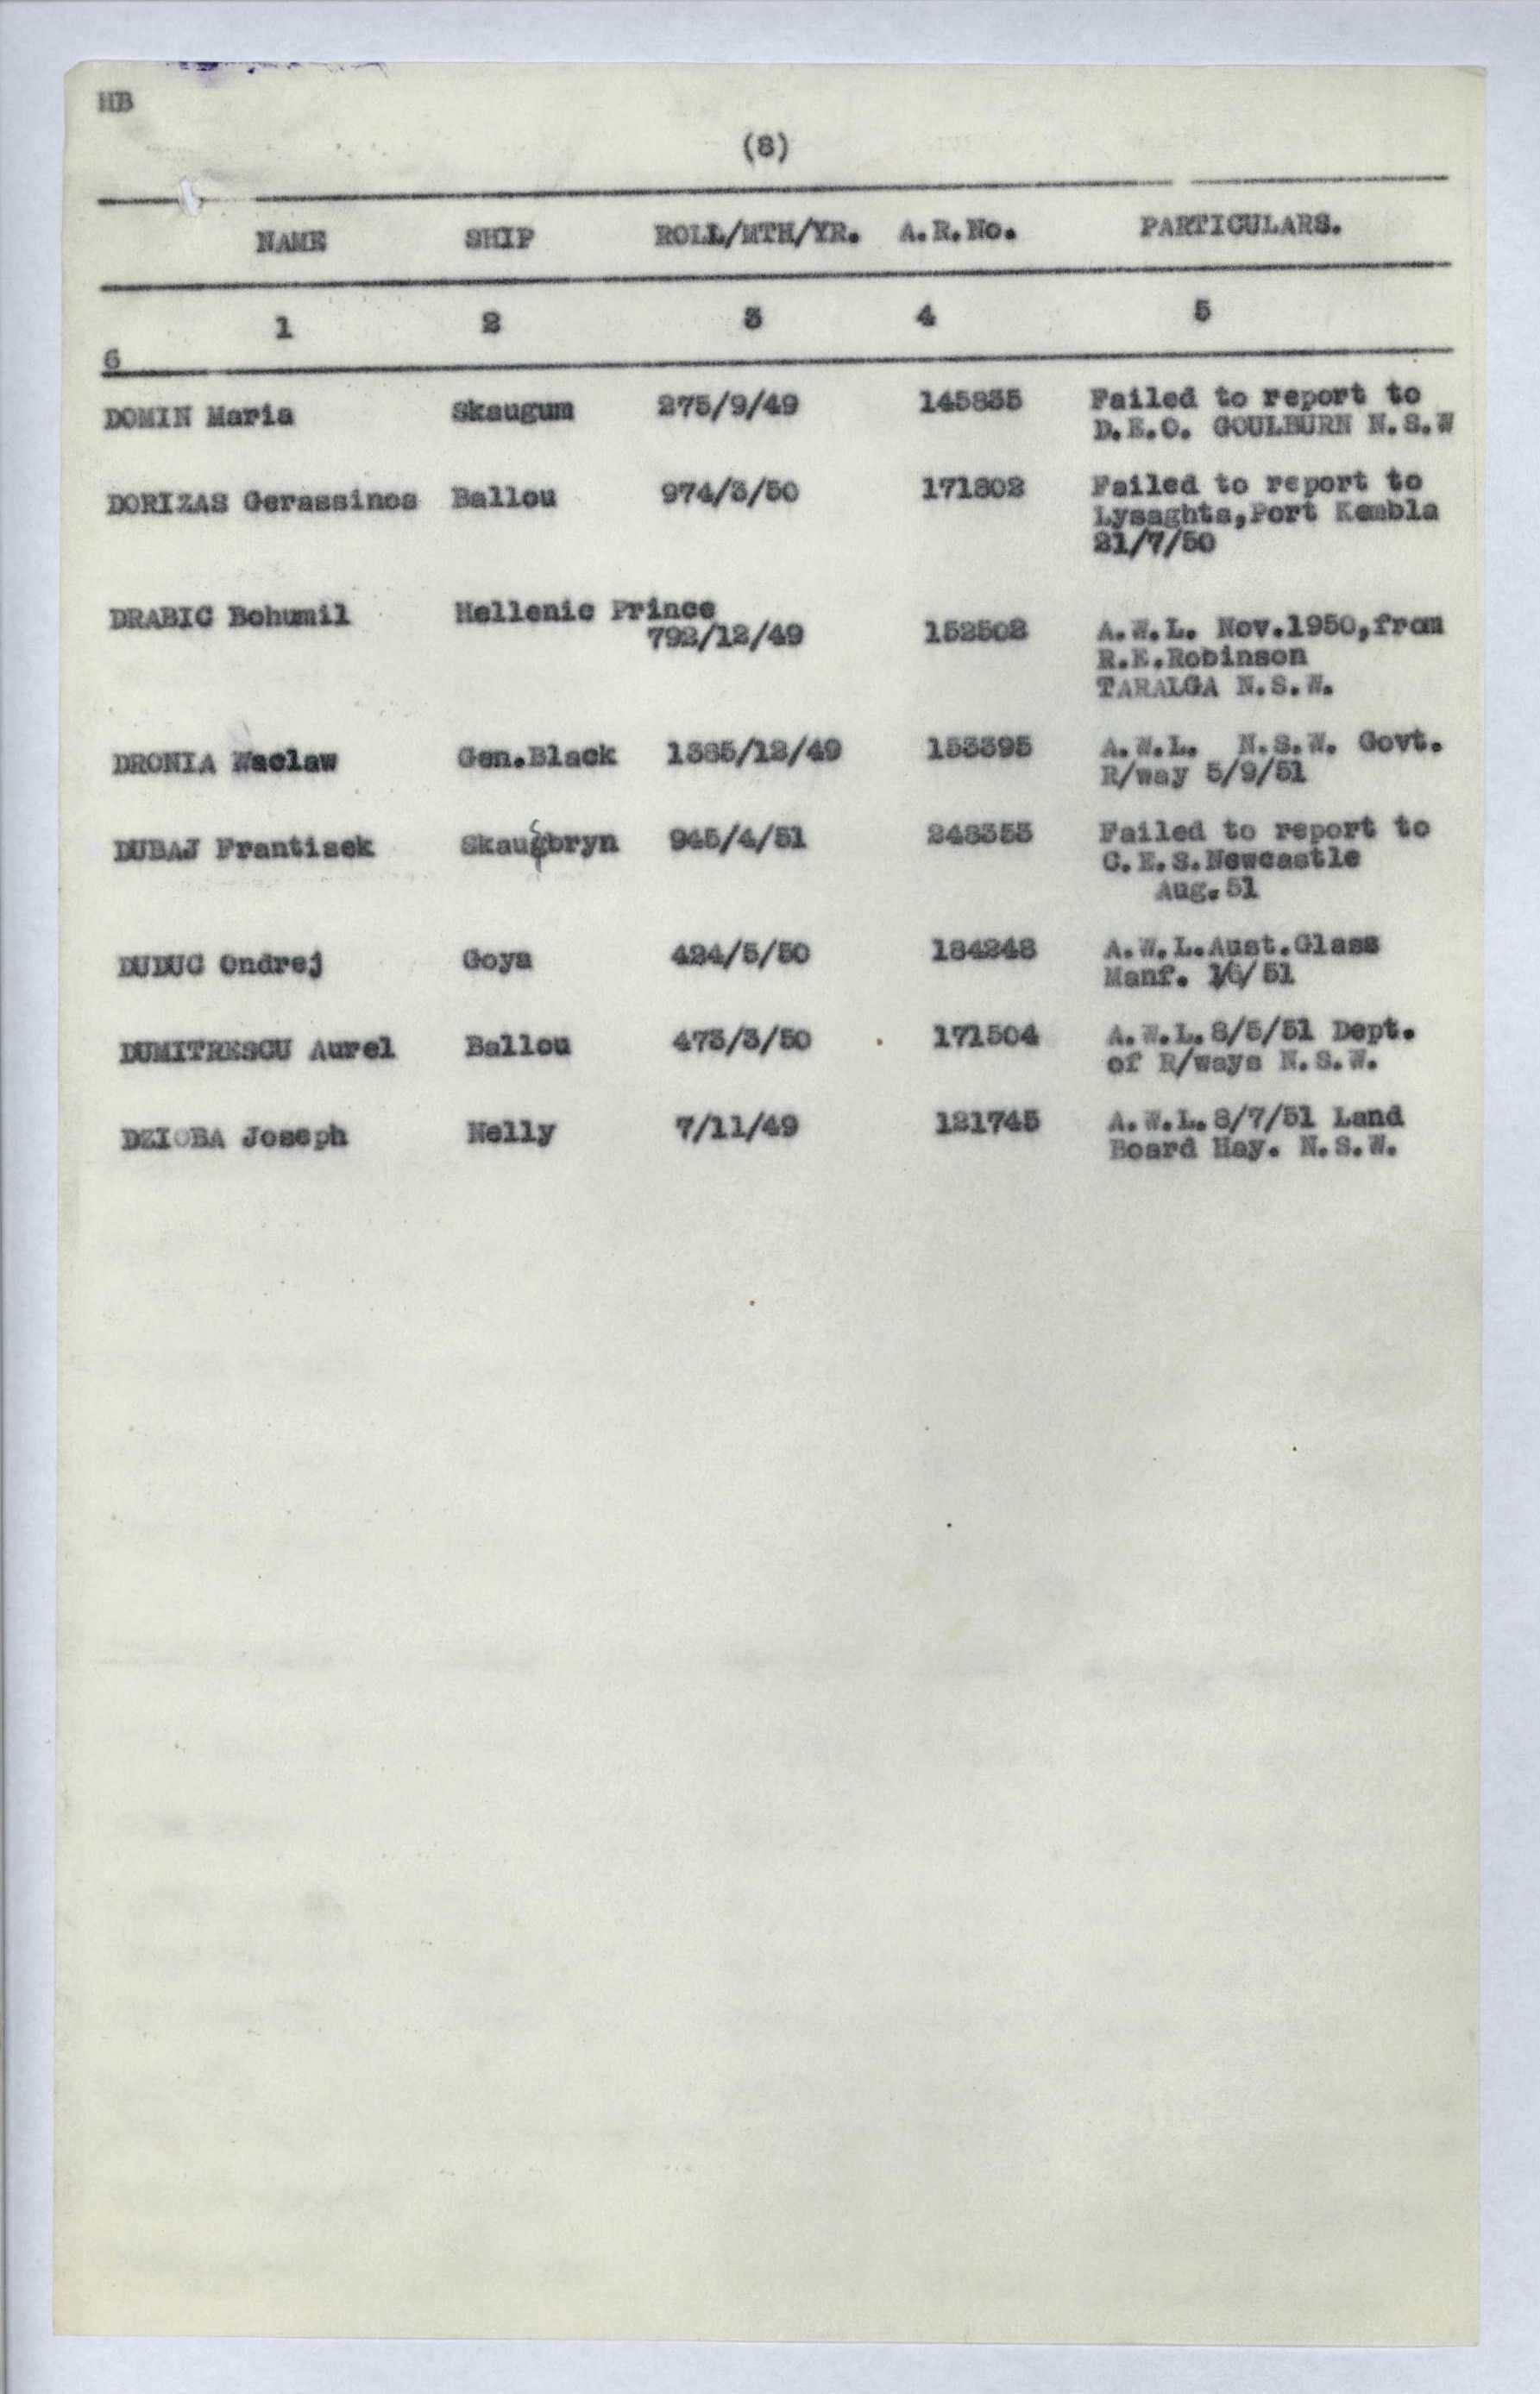 HB
(8)
NAME SHIP ROLL/MTH/YR. A.R.No. PARTICULARS.
1 2 3 4 5
6
DOMIN Maria Skaugum 275/9/49 145835 Failed to report to
D.E.O. GOULBURN N.S.W
DORIZAS Gerassinos Ballou 974/3/50 171802 Failed to report to
Lysaghts,Port Kembla
21/7/50
DRABIC Bohumil Hellenic Prince
792/12/49 152502 A.W.L. Nov.1950,from
R.E.Robinson
TARALGA N.S.W.
DRONIA Waclaw Gen.Black 1385/12/49 153395 A.W.L. N.S.W. Govt.
R/way 5/9/51
DUBAJ Frantisek Skaugbryn 945/4/51 248353 Failed to report to
C.E.S.Newcastle
Aug.51
DUDUC Ondrej Goya 424/5/50 184248 A.W.L.Aust.Glass
Manf. 1/6/51
DUMITRESCU Aurel Ballou 473/3/50 171504 A.W.L.8/5/51 Dept.
of R/ways N.S.W.
DZIOBA Joseph Nelly 7/11/49 121745 A.W.L.8/7/51 Land
Board Hay. N.S.W.